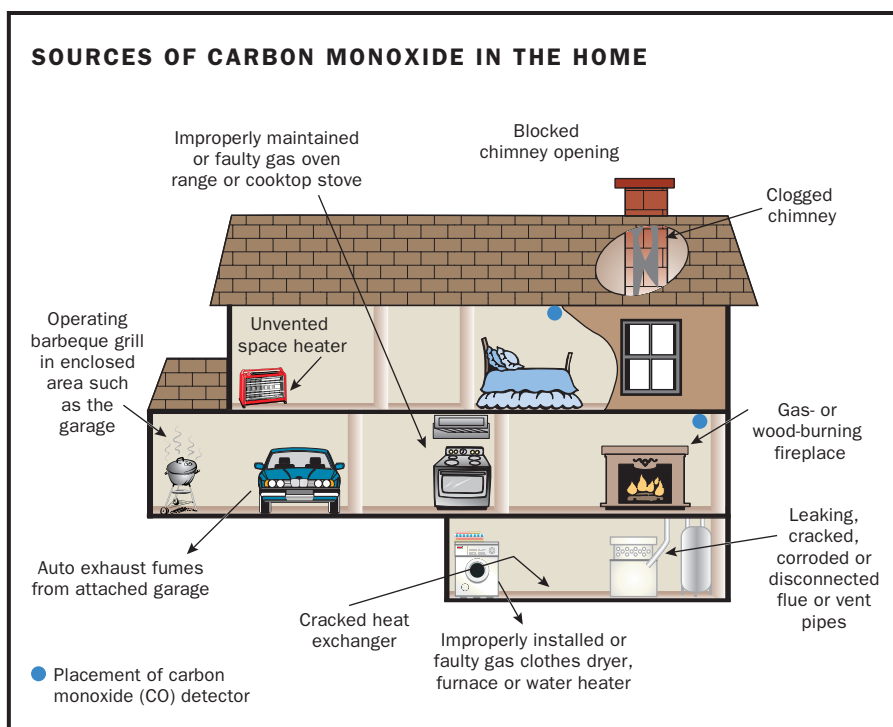 SOURCES OF CARBON MONOXIDE IN THE HOME
Improperly maintained
or faulty gas oven
range or cooktop stove
Blocked
chimney opening
Clogged
chimney
Operating
barbeque grill
in enclosed
area such
as the
garage
Unvented
space heater
Gas- or
wood-burning
fireplace
Auto exhaust fumes
from attached garage
Leaking,
cracked,
corroded or
disconnected
flue or vent
pipes
Cracked heat
exchanger
Improperly installed or
faulty gas clothes dryer,
furnace or water heater
Placement of carbon
monoxide (CO) detector